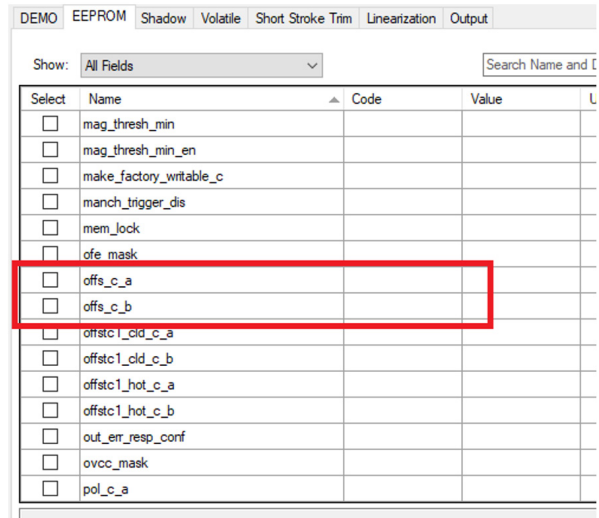 DEMO EEPROM Shadow Volatile Short Stroke Trim Linearization Output
Show: All Fields Search Name and D
Select Name Code Value U
mag_thresh_min
mag_thresh_min_en
make_factory_writable_c
manch_trigger_dis
mem_lock
ofe_mask
offs_c_a
offs_c_b
offstc1_cld_c_a
offstc1_cld_c_b
offstc1_hot_c_a
offstc1_hot_c_b
out_err_resp_conf
ovcc_mask
pol_c_a